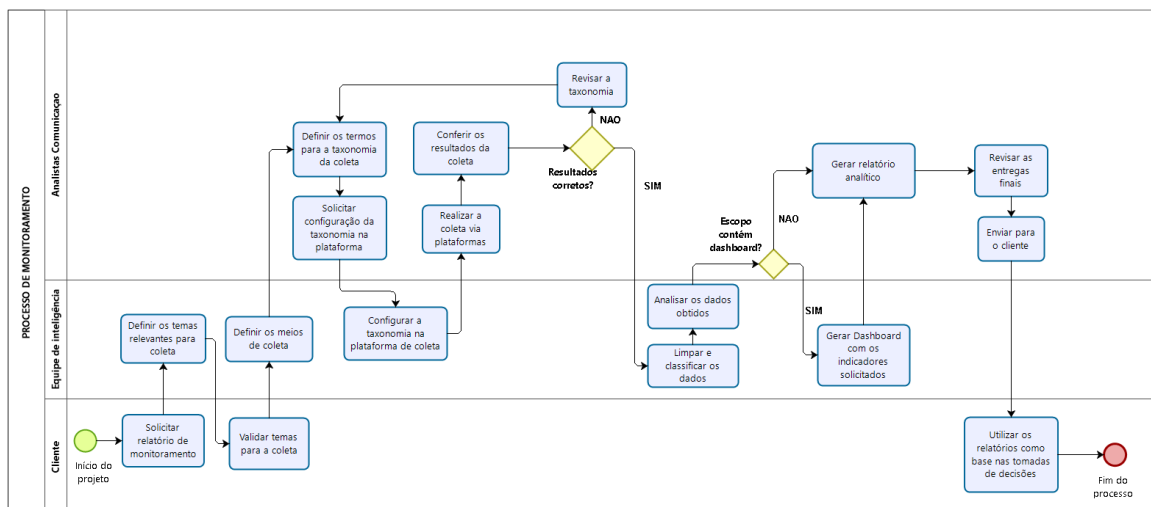 PROCESSO DE MONITORAMENTO
Analistas Comunicaçao
Revisar a
taxonomia
NAO
Definir os termos
para a taxonomia
da coleta
Conferir os
resultados da
coleta
Resultados
corretos?
SIM
Solicitar
configuração da
taxonomia na
plataforma
Realizar a
coleta via
plataformas
Escopo
contém
dashboard?
NAO
Gerar relatório
analítico
Revisar as
entregas
finais
Enviar para
o cliente
Equipe de inteligência
Definir os temas
relevantes para
coleta
Definir os meios
de coleta
Configurar a
taxonomia na
plataforma de coleta
Analisar os dados
obtidos
Limpar e
classificar os
dados
SIM
Gerar Dashboard
com os
indicadores
solicitados
Cliente
Início do
projeto
Solicitar
relatório de
monitoramento
Validar temas
para a coleta
Utilizar os
relatórios como
base nas tomadas
de decisões
Fim do
processo